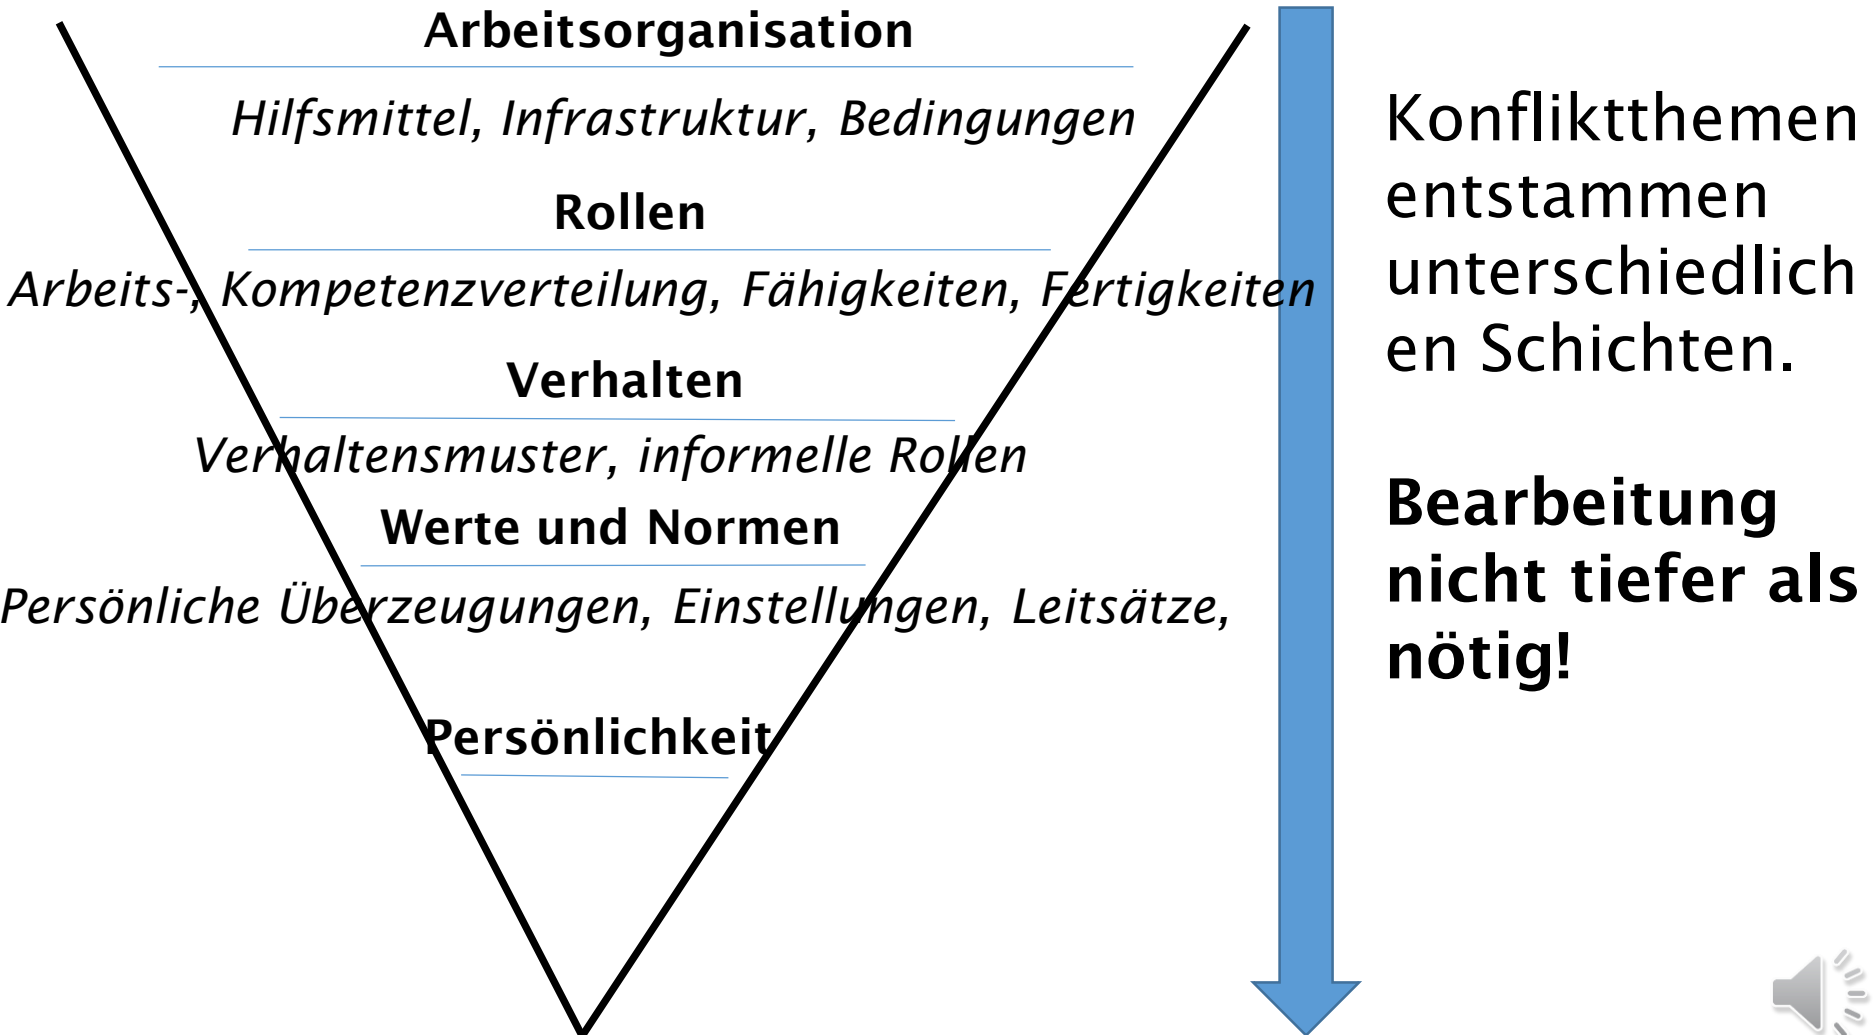 Arbeitsorganisation
Hilfsmittel, Infrastruktur, Bedingungen
Rollen
Arbeits-, Kompetenzverteilung, Fähigkeiten, Fertigkeiten
Verhalten
Verhaltensmuster, informelle Rollen
Werte und Normen
Persönliche Überzeugungen, Einstellungen, Leitsätze,
Persönlichkeit
Konfliktthemen
entstammen
unterschiedlich
en Schichten.
Bearbeitung
nicht tiefer als
nötig!